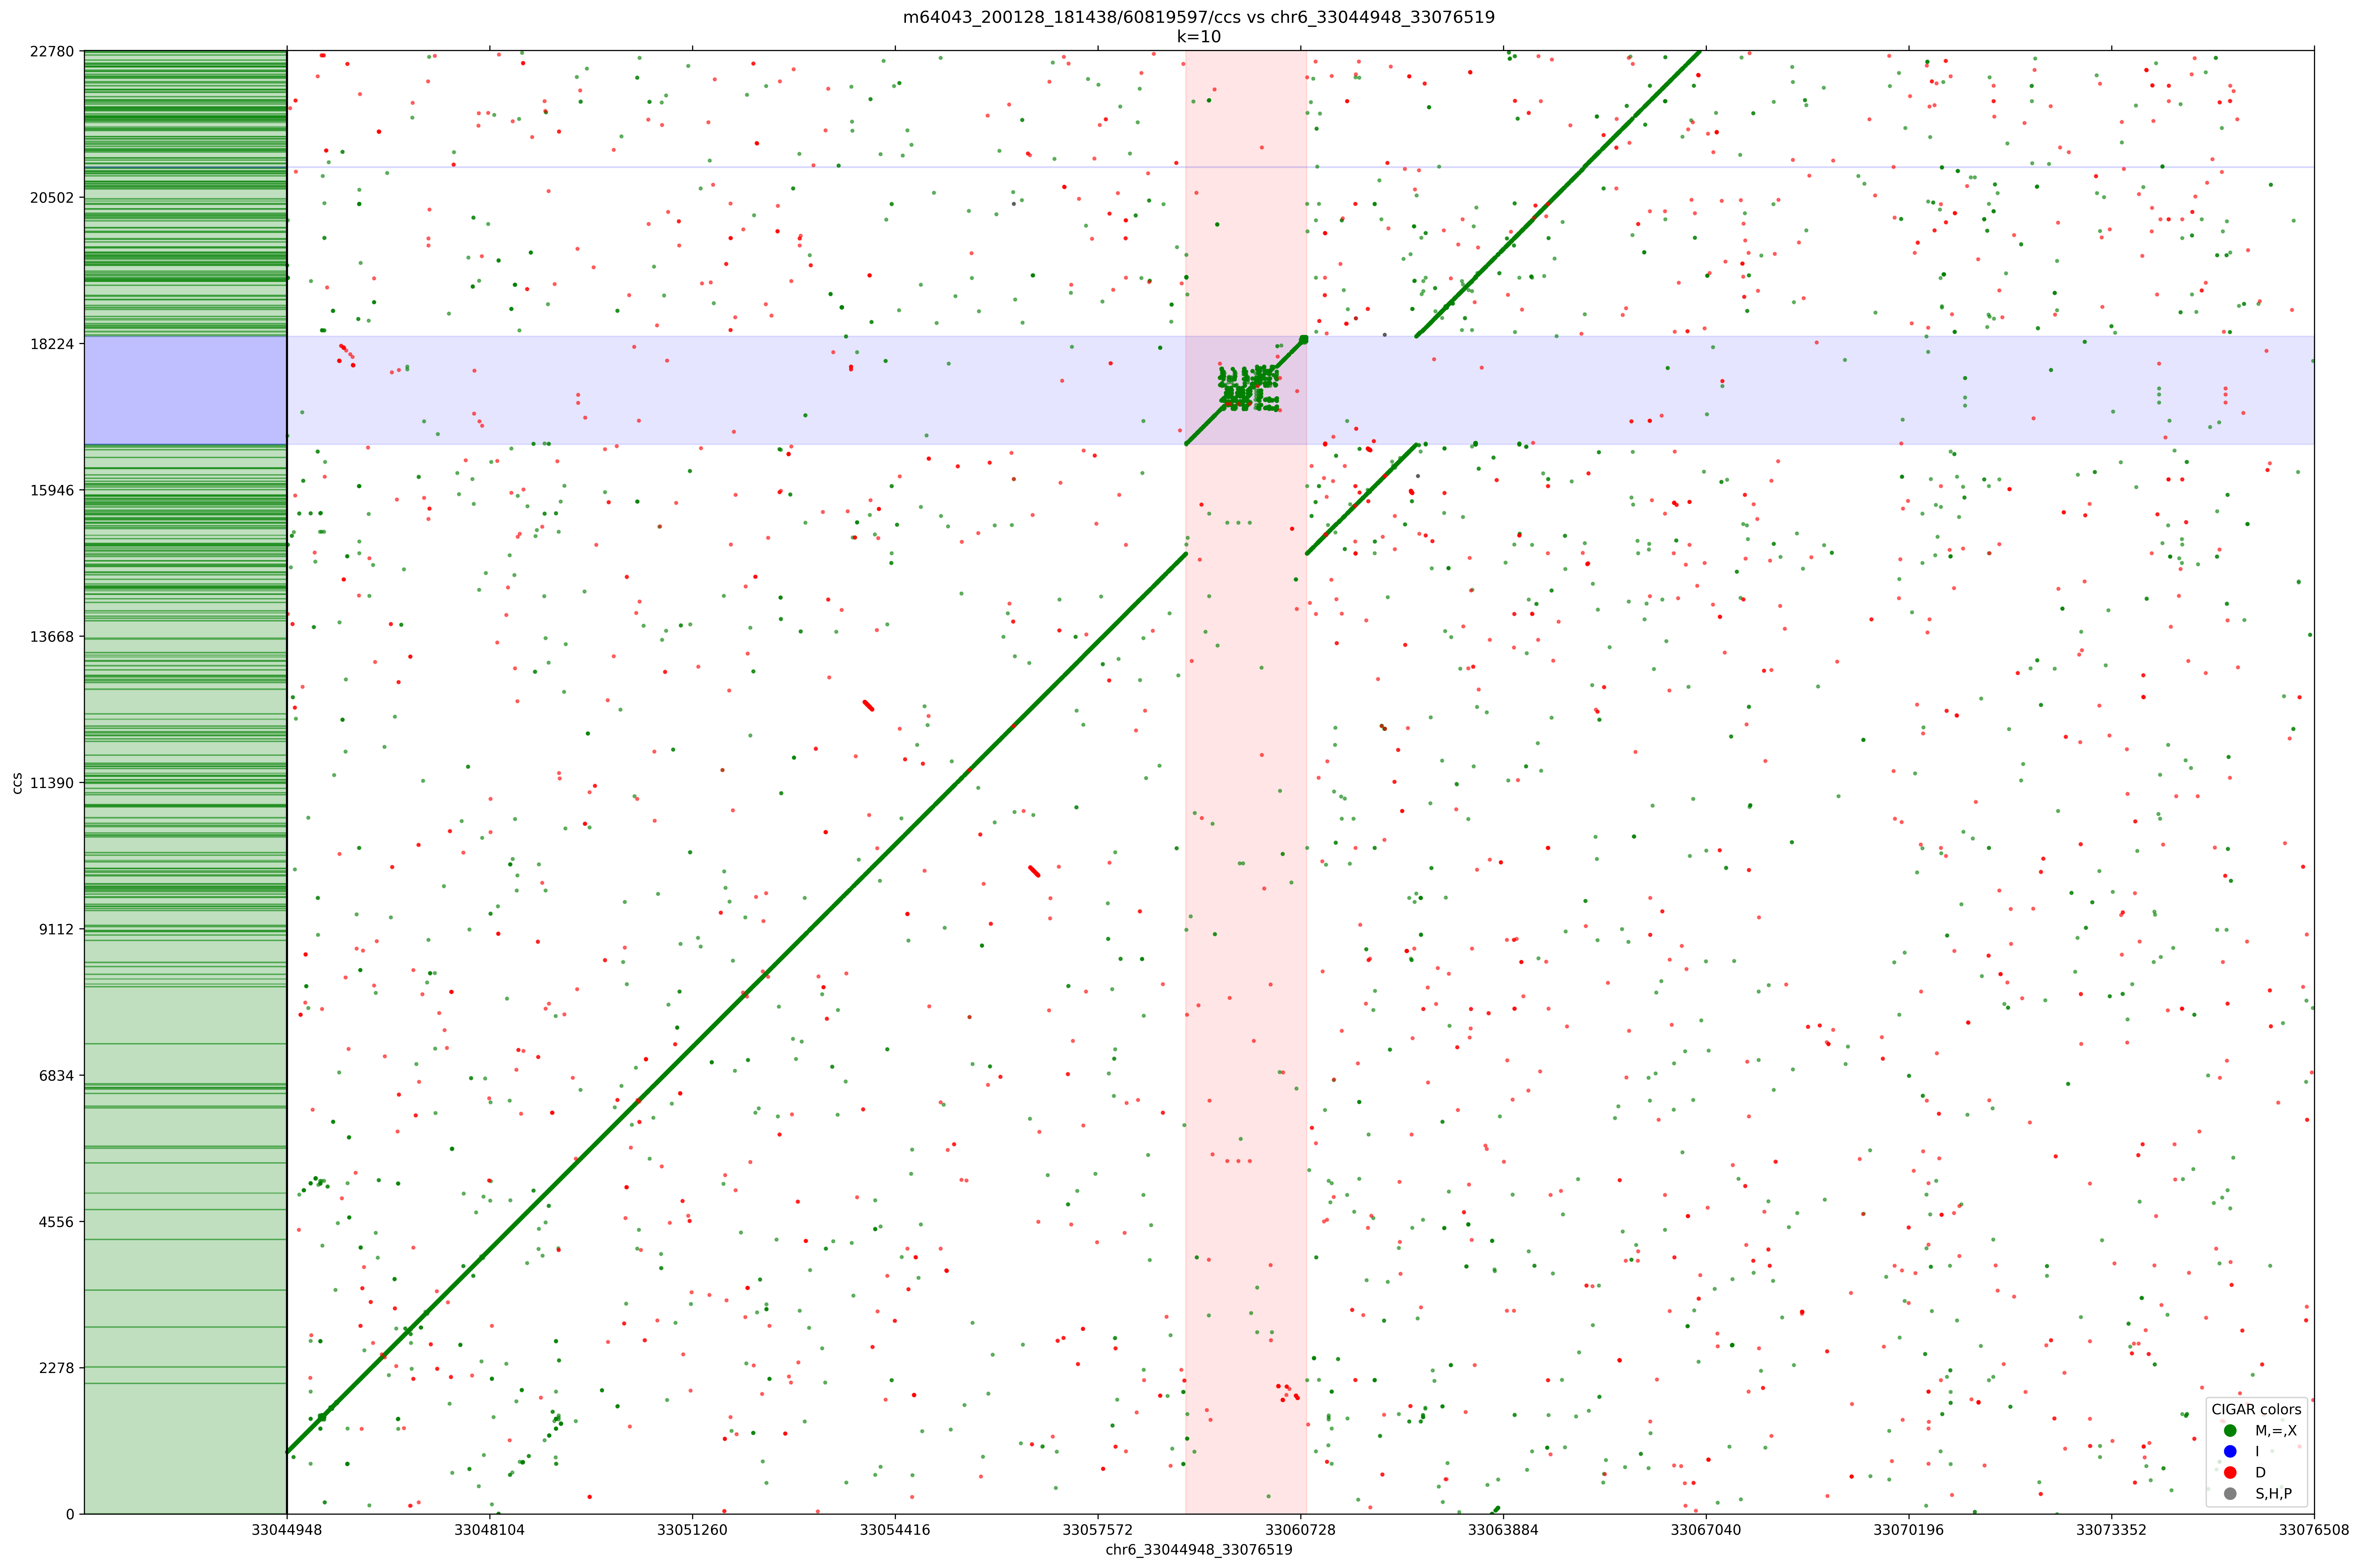 m64043_200128_181438/60819597/ccs vs chr6_33044948_33076519
k=10
22780
20502
18224
15946
13668
11390
9112
6834
4556
2278
0
ccs
33044948
33048104
33051260
33054416
33057572
33060728
33063884
33067040
33070196
33073352
33076508
chr6_33044948_33076519
CIGAR colors
M,=,X
I
D
S,H,P